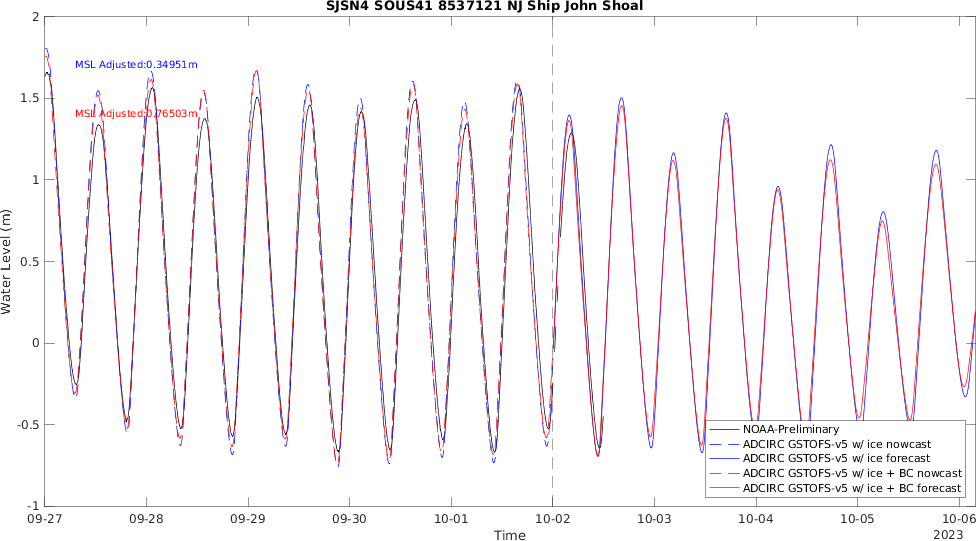 SJSN4 SOUS41 8537121 NJ Ship John Shoal
MSL Adjusted:0.34951m
MSL Adjusted:0.76503m
Water Level (m)
2
1.5
1
0.5
0
-0.5
-1
NOAA-Preliminary
ADCIRC GSTOFS-v5 w/ ice nowcast
ADCIRC GSTOFS-v5 w/ ice forecast
ADCIRC GSTOFS-v5 w/ ice + BC nowcast
ADCIRC GSTOFS-v5 w/ ice + BC forecast
09-27 09-28 09-29 09-30 10-01 10-02 10-03 10-04 10-05 10-06
Time
2023